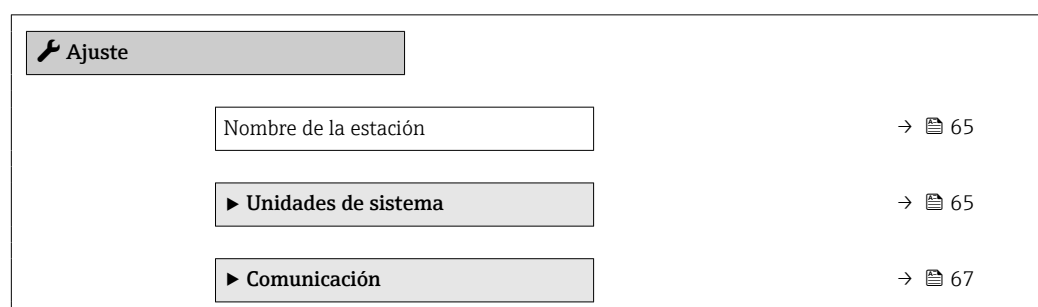 Ajuste
Nombre de la estación → 65
▶ Unidades de sistema → 65
▶ Comunicación → 67